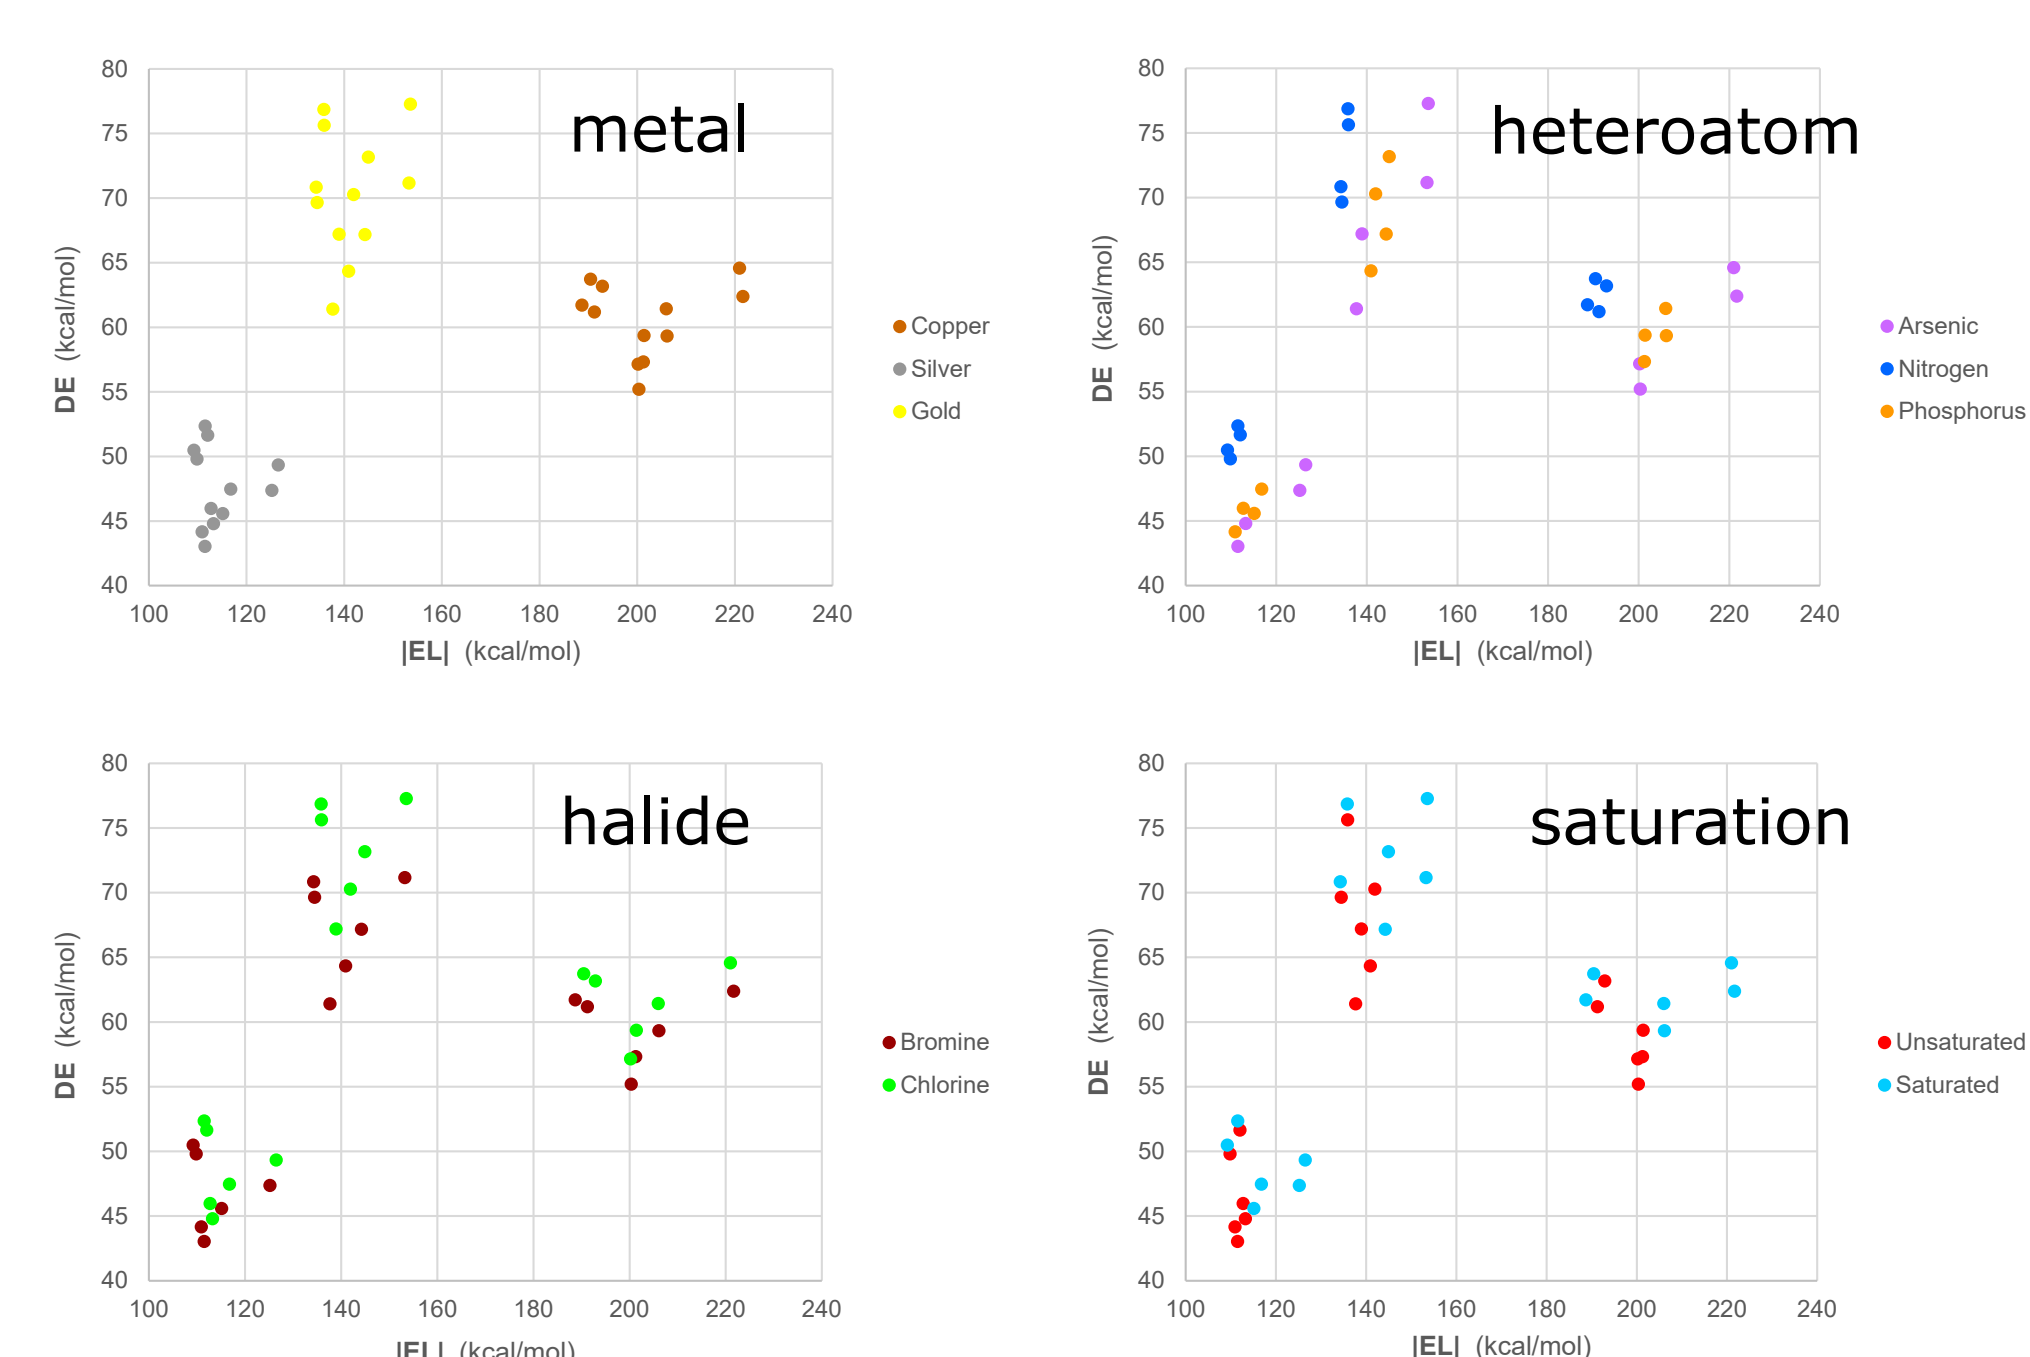 metal
80
75
70
65
60
55
50
45
40
100 120 140 160 180 200 220 240
DE (kcal/mol)
|EL| (kcal/mol)
Copper
Silver
Gold
heteroatom
80
75
70
65
60
55
50
45
40
100 120 140 160 180 200 220 240
DE (kcal/mol)
|EL| (kcal/mol)
Arsenic
Nitrogen
Phosphorus
halide
80
75
70
65
60
55
50
45
40
100 120 140 160 180 200 220 240
DE (kcal/mol)
|EL| (kcal/mol)
Bromine
Chlorine
saturation
80
75
70
65
60
55
50
45
40
100 120 140 160 180 200 220 240
DE (kcal/mol)
|EL| (kcal/mol)
Unsaturated
Saturated